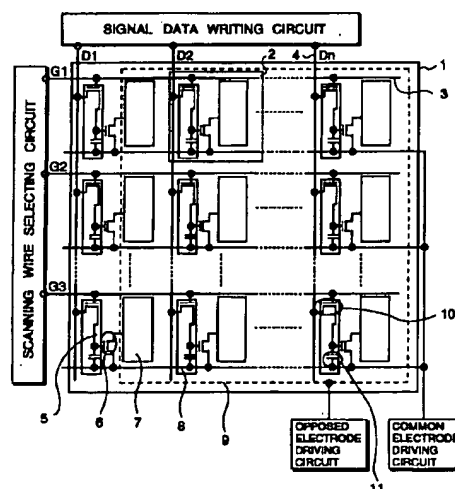 SIGNAL DATA WRITING CIRCUIT
D1 D2 4 Dn 2 1
G1 3
SCANNING WIRE SELECTING CIRCUIT
G2
G3
10
5 6 7 8 9 11
OPPOSED ELECTRODE DRIVING CIRCUIT
COMMON ELECTRODE DRIVING CIRCUIT